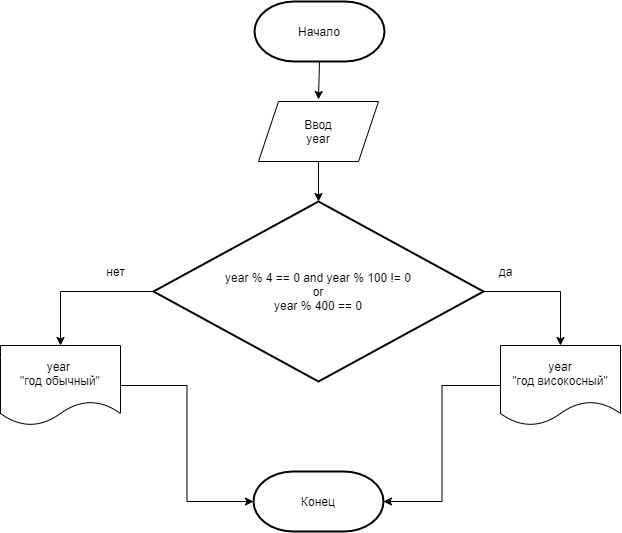 Начало
Ввод
year
year % 4 == 0 and year % 100 != 0
or
year % 400 == 0
нет
да
year
"год обычный"
year
"год високосный"
Конец